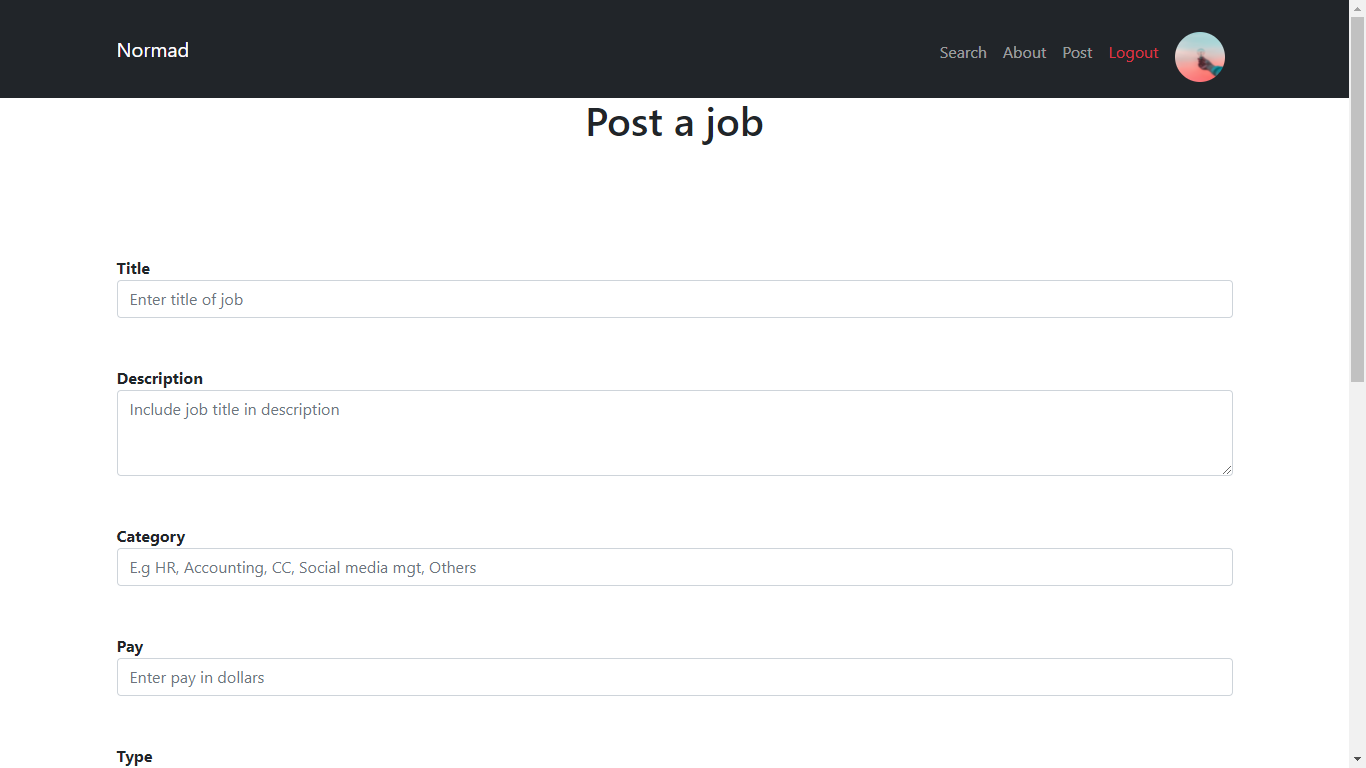 Normad
Search About Post Logout
Post a job
Title
Enter title of job
Description
Include job title in description
Category
E.g HR, Accounting, CC, Social media mgt, Others
Pay
Enter pay in dollars
Type